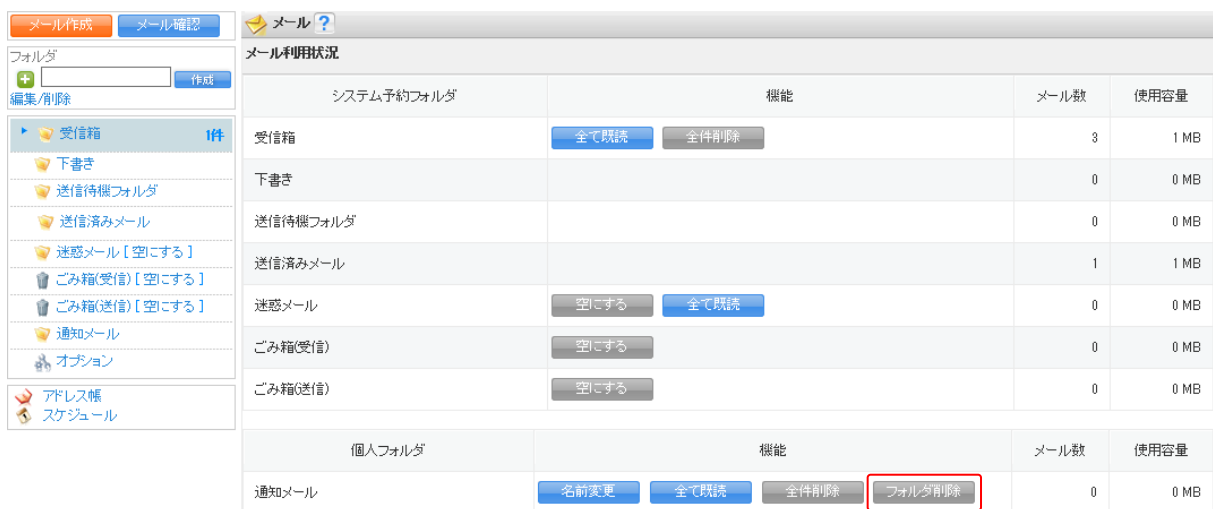 メール作成 メール確認
フォルダ
作成
編集/削除
受信箱 1件
下書き
送信待機フォルダ
送信済みメール
迷惑メール [ 空にする ]
ごみ箱(受信) [ 空にする ]
ごみ箱(送信) [ 空にする ]
通知メール
オプション
アドレス帳
スケジュール
メール ?
メール利用状況
システム予約フォルダ 機能 メール数 使用容量
受信箱 全て既読 全件削除 3 1 MB
下書き 0 0 MB
送信待機フォルダ 0 0 MB
送信済みメール 1 1 MB
迷惑メール 空にする 全て既読 0 0 MB
ごみ箱(受信) 空にする 0 0 MB
ごみ箱(送信) 空にする 0 0 MB
個人フォルダ 機能 メール数 使用容量
通知メール 名前変更 全て既読 全件削除 フォルダ削除 0 0 MB